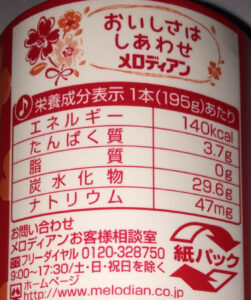 おいしさは
しあわせ
メロディアン
栄養成分表示 1本(195g)あたり
エネルギー 140kcal
たんぱく質 3.7g
脂質 0g
炭水化物 29.6g
ナトリウム 47mg
お問い合わせ
メロディアンお客様相談室
フリーダイヤル 0120-328750
9:00~17:30/土・日・祝日を除く
ホームページ
http://www.melodian.co.jp
紙パック